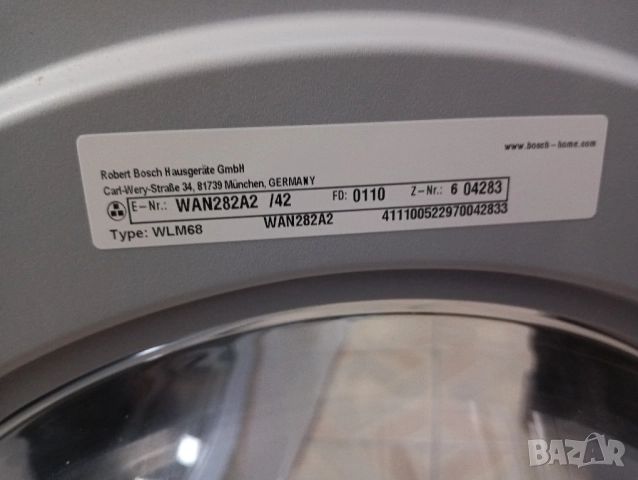 www.bosch-home.com
Robert Bosch Hausgeräte GmbH
Carl-Wery-Straße 34, 81739 München, GERMANY
E-Nr.: WAN282A2 /42 FD: 0110 Z-Nr.: 6 04283
Type: WLM68 WAN282A2 411100522970042833
BAZAR